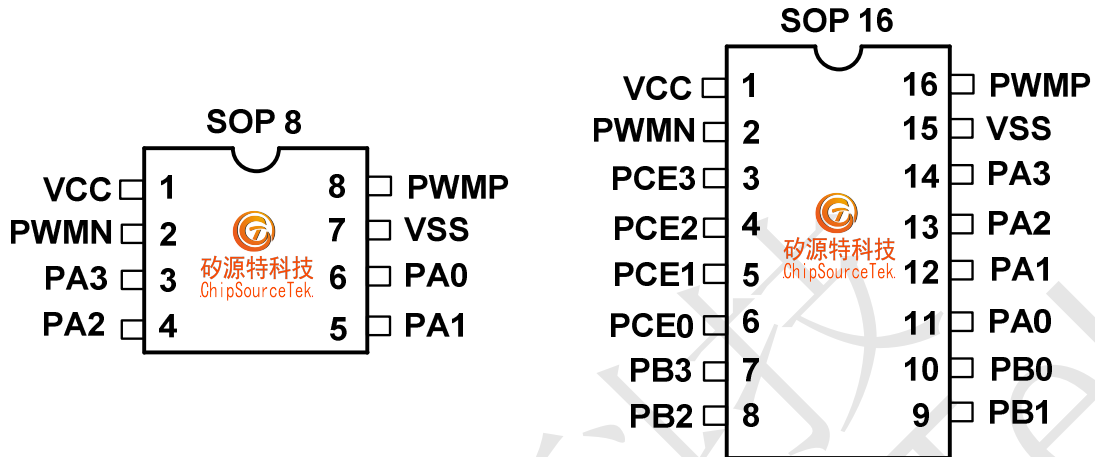 SOP 8
VCC 1 8 PWMP
PWMN 2 7 VSS
PA3 3 6 PA0
PA2 4 5 PA1
矽源特科技
ChipSourceTek.
SOP 16
VCC 1 16 PWMP
PWMN 2 15 VSS
PCE3 3 14 PA3
PCE2 4 13 PA2
PCE1 5 12 PA1
PCE0 6 11 PA0
PB3 7 10 PB0
PB2 8 9 PB1
矽源特科技
ChipSourceTek.